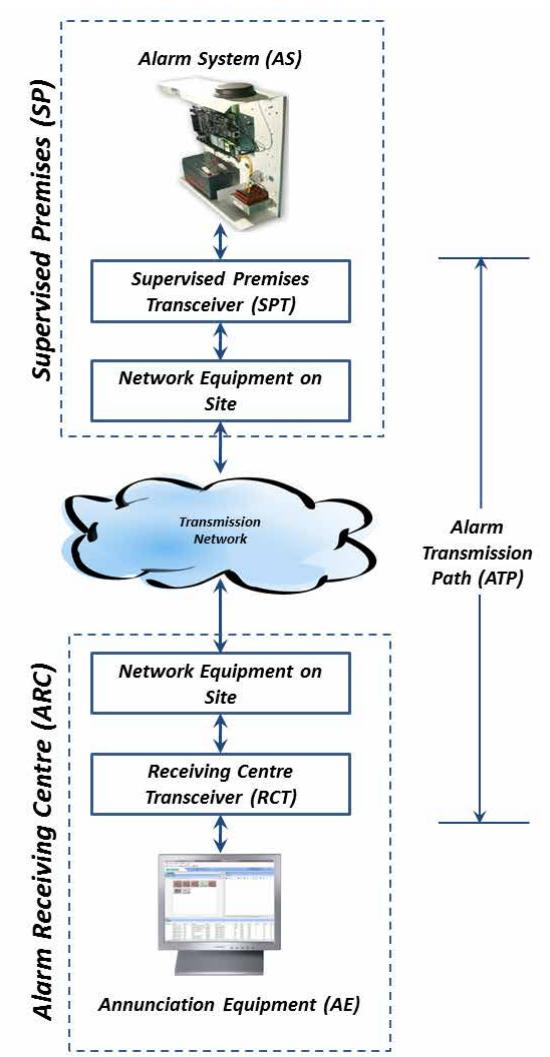 Supervised Premises (SP)
Alarm System (AS)
Supervised Premises
Transceiver (SPT)
Network Equipment on
Site
Transmission
Network
Alarm
Transmission
Path (ATP)
Alarm Receiving Centre (ARC)
Network Equipment on
Site
Receiving Centre
Transceiver (RCT)
Annunciation Equipment (AE)